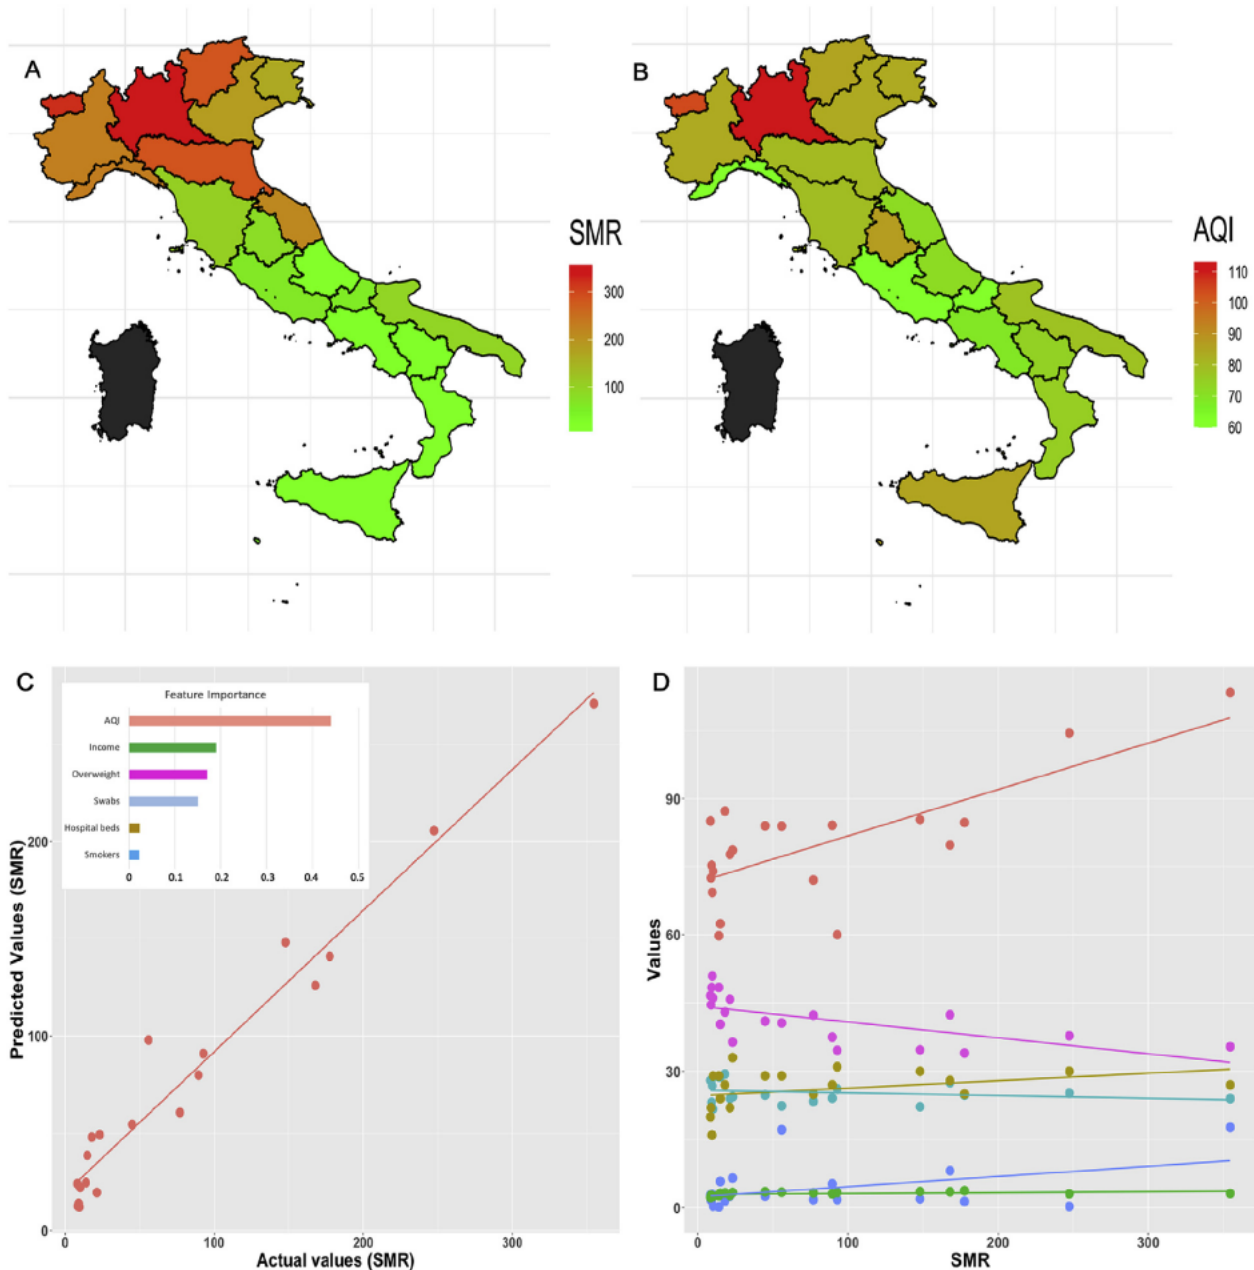 A
SMR
300
200
100
B
AQI
110
100
90
80
70
60
C
Feature Importance
AQI
Income
Overweight
Swabs
Hospital beds
Smokers
0 0.1 0.2 0.3 0.4 0.5
Predicted Values (SMR)
200
100
0
0 100 200 300
Actual values (SMR)
D
Values
90
60
30
0
0 100 200 300
SMR